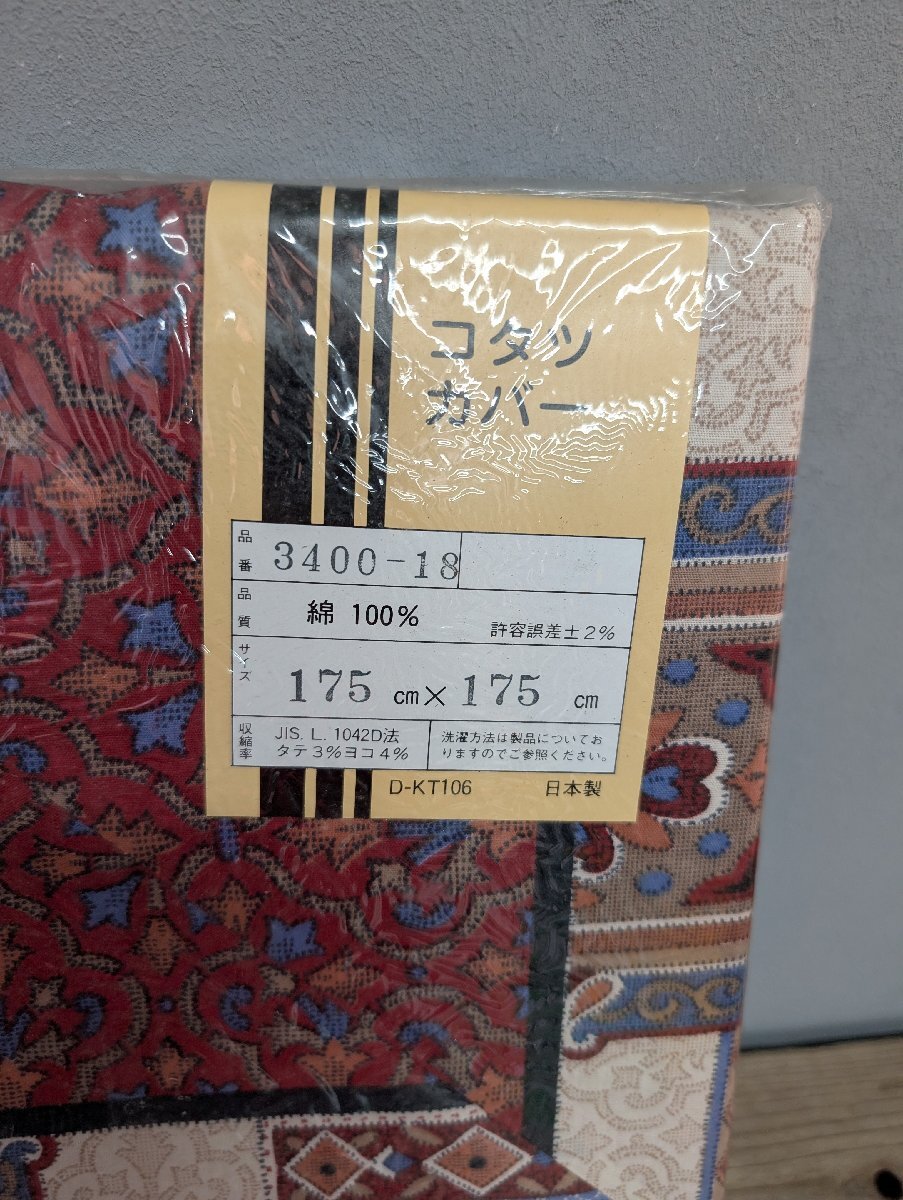 コタツ
カバー
品番 3400-18
品質 綿 100% 許容誤差±2%
サイズ 175 cm×175 cm
収縮率 JIS. L. 1042D法
タテ3%ヨコ4%
洗濯方法は製品についてお
りますのでご参照ください。
D-KT106 日本製